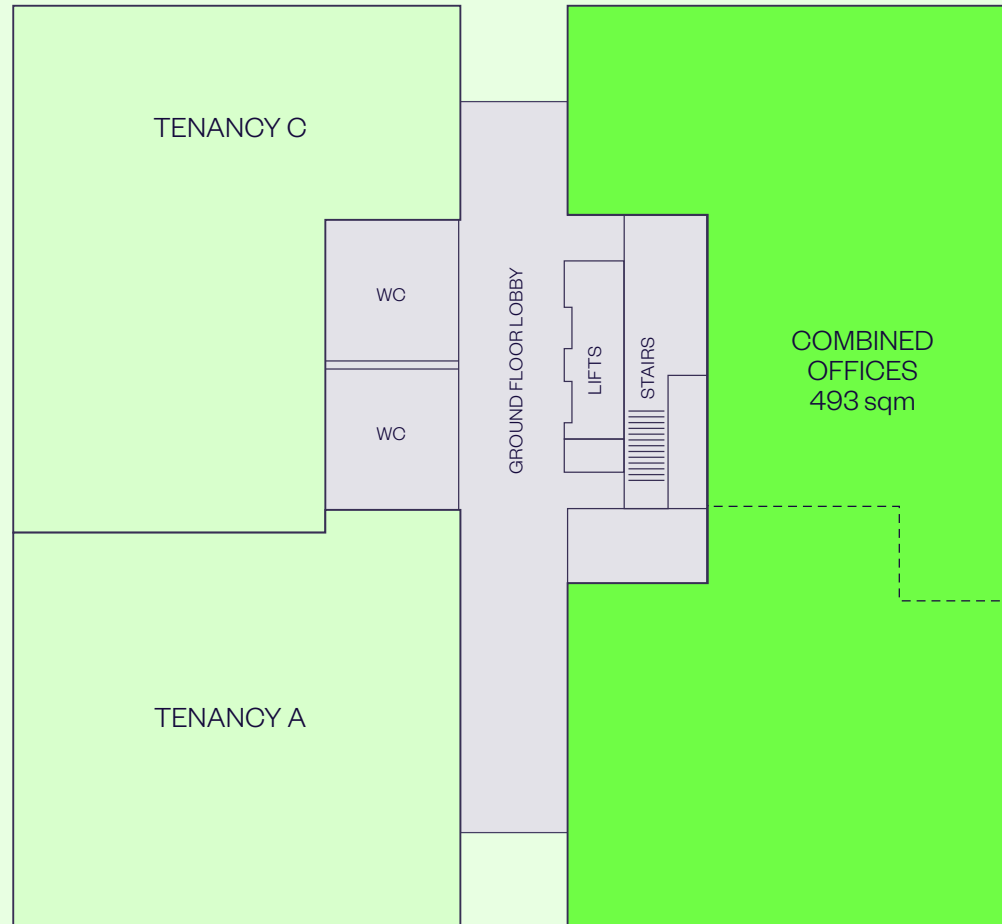 TENANCY C
WC
GROUND FLOOR LOBBY
LIFTS
STAIRS
COMBINED
OFFICES
493 sqm
WC
TENANCY A